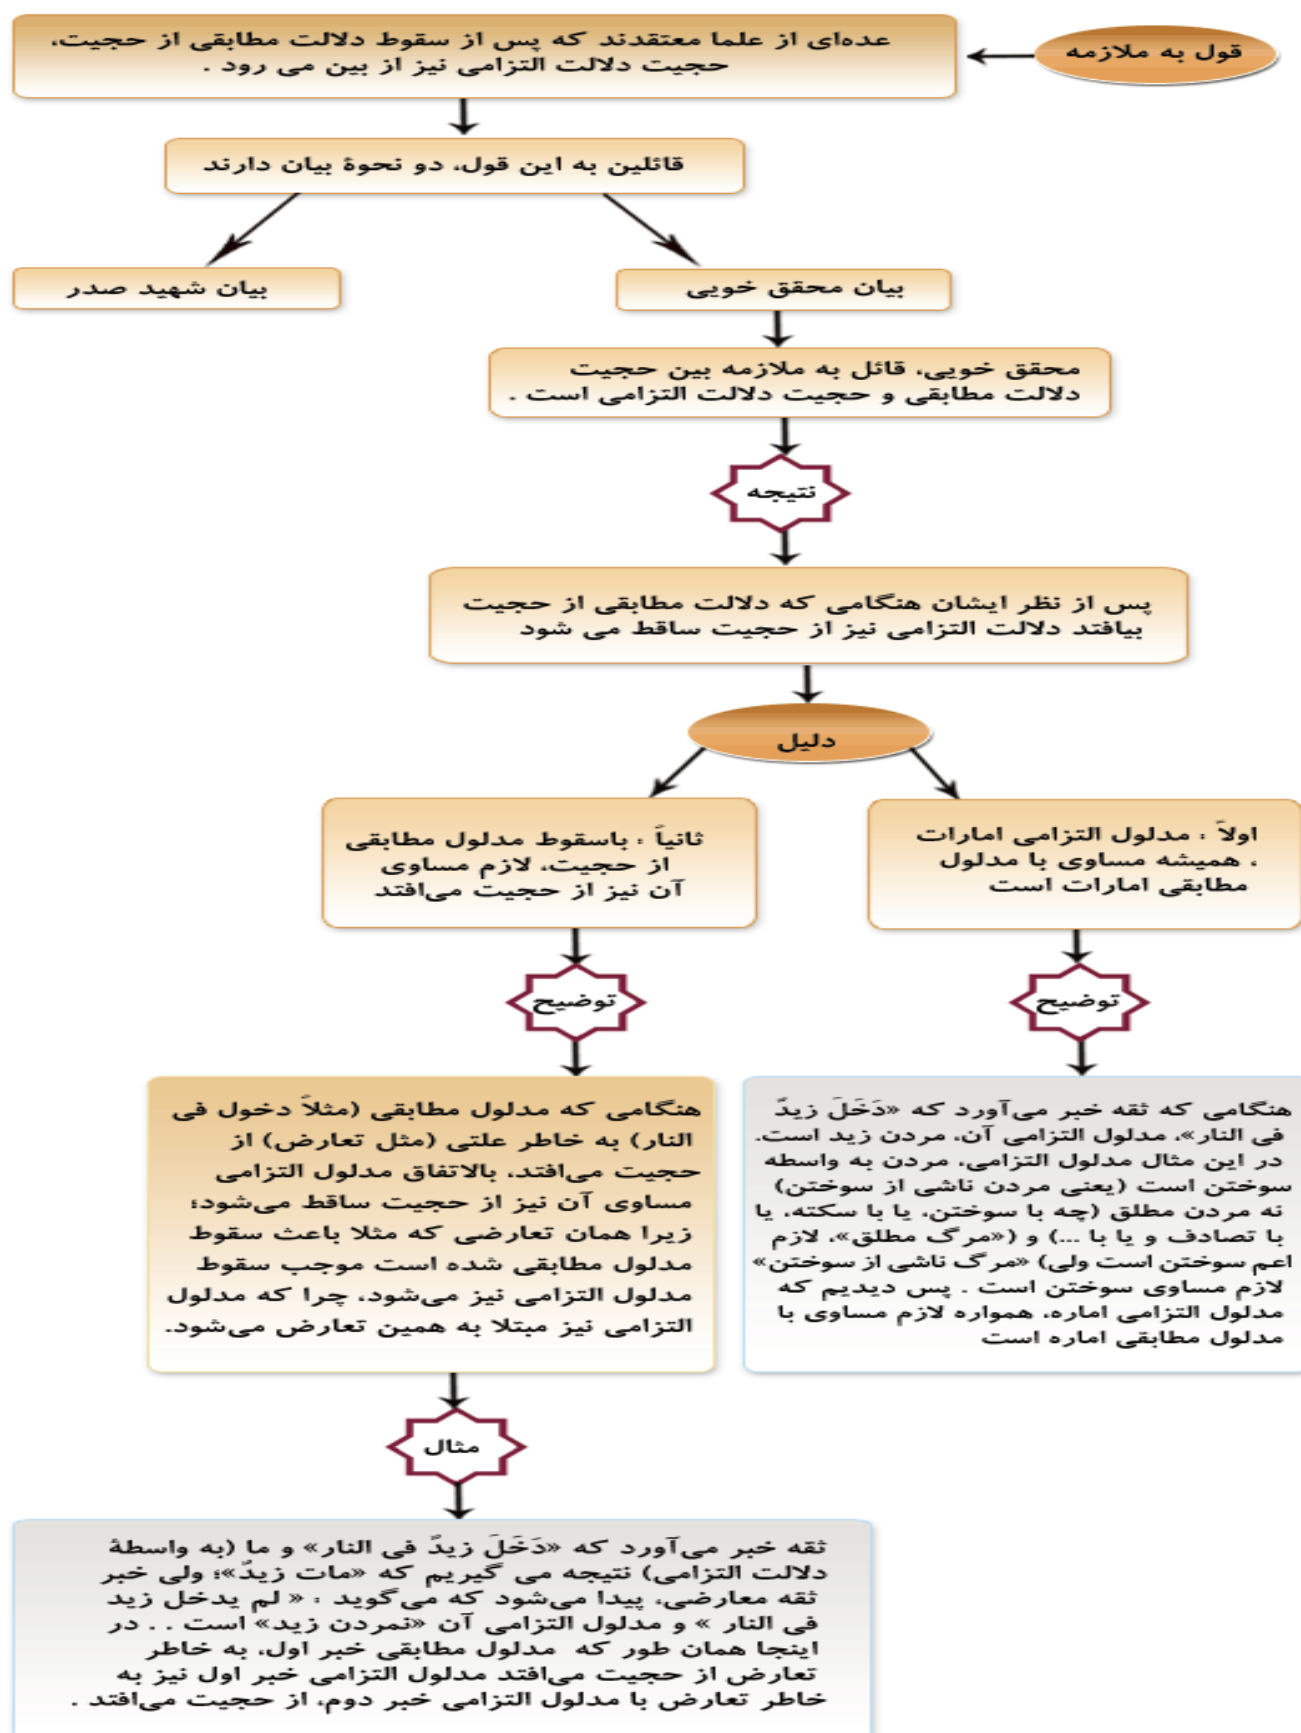 قول به ملازمه
عده‌ای از علما معتقدند که پس از سقوط دلالت مطابقی از حجیت،
حجیت دلالت التزامی نیز از بین می رود .
قائلین به این قول، دو نحوهٔ بیان دارند
بیان محقق خویی
بیان شهید صدر
محقق خویی، قائل به ملازمه بین حجیت
دلالت مطابقی و حجیت دلالت التزامی است .
نتیجه
پس از نظر ایشان هنگامی که دلالت مطابقی از حجیت
بیافتد دلالت التزامی نیز از حجیت ساقط می شود
دلیل
اولاً : مدلول التزامی امارات
، همیشه مساوی با مدلول
مطابقی امارات است
توضیح
هنگامی که ثقه خبر می‌آورد که «دَخَلَ زیدٌ
فی النار»، مدلول التزامی آن، مردن زید است.
در این مثال مدلول التزامی، مردن به واسطه
سوختن است (یعنی مردن ناشی از سوختن)
نه مردن مطلق (چه با سوختن، یا با سکته، یا
با تصادف و یا با ...) و («مرگ مطلق»، لازم
اعم سوختن است ولی) «مرگ ناشی از سوختن»
لازم مساوی سوختن است . پس دیدیم که
مدلول التزامی اماره، همواره لازم مساوی با
مدلول مطابقی اماره است
ثانیاً : باسقوط مدلول مطابقی
از حجیت، لازم مساوی
آن نیز از حجیت می‌افتد
توضیح
هنگامی که مدلول مطابقی (مثلاً دخول فی
النار) به خاطر علتی (مثل تعارض) از
حجیت می‌افتد، بالاتفاق مدلول التزامی
مساوی آن نیز از حجیت ساقط می‌شود؛
زیرا همان تعارضی که مثلا باعث سقوط
مدلول مطابقی شده است موجب سقوط
مدلول التزامی نیز می‌شود، چرا که مدلول
التزامی نیز مبتلا به همین تعارض می‌شود.
مثال
ثقه خبر می‌آورد که «دَخَلَ زیدٌ فی النار» و ما (به واسطهٔ
دلالت التزامی) نتیجه می گیریم که «مات زیدٌ»؛ ولی خبر
ثقه معارضی، پیدا می‌شود که می‌گوید : « لم یدخل زید
فی النار » و مدلول التزامی آن «نمردن زید» است . . در
اینجا همان طور که مدلول مطابقی خبر اول، به خاطر
تعارض از حجیت می‌افتد مدلول التزامی خبر اول نیز به
خاطر تعارض با مدلول التزامی خبر دوم، از حجیت می‌افتد .